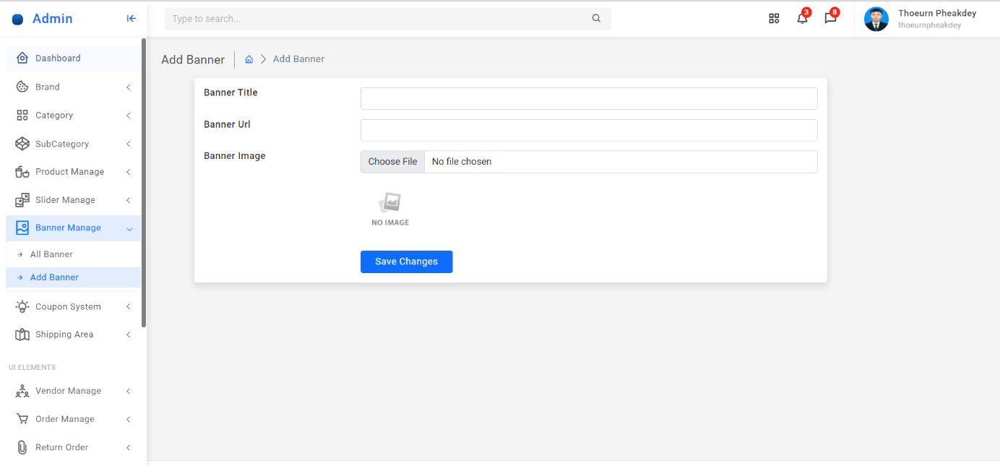 Admin
Type to search...
3
8
Thoeurn Pheakdey
thoeurnpheakdey
Dashboard
Brand
Category
SubCategory
Product Manage
Slider Manage
Banner Manage
All Banner
Add Banner
Coupon System
Shipping Area
UI ELEMENTS
Vendor Manage
Order Manage
Return Order
Add Banner
Add Banner
Banner Title
Banner Url
Banner Image
Choose File No file chosen
NO IMAGE
Save Changes